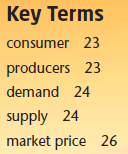 Key Terms
consumer 23
producers 23
demand 24
supply 24
market price 26